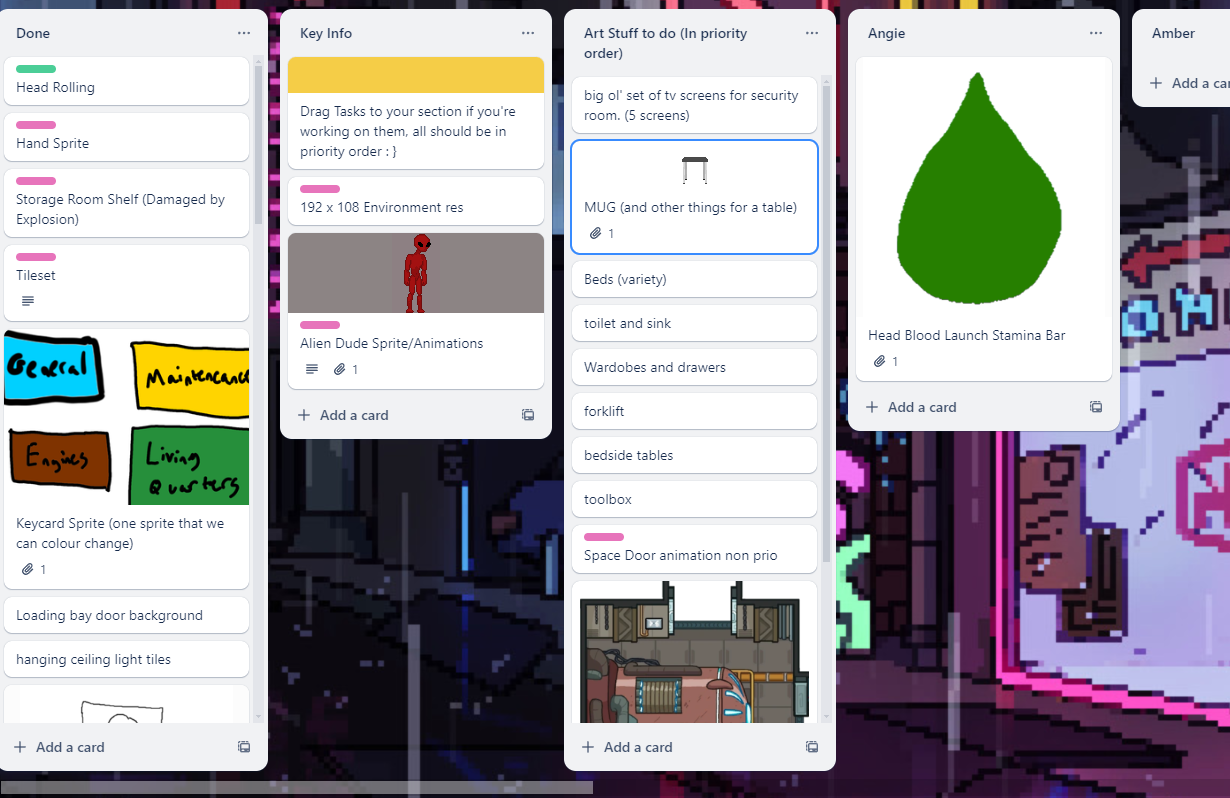 Done
Head Rolling
Hand Sprite
Storage Room Shelf (Damaged by
Explosion)
Tileset
General
Maintenance
Engines
Living
Quarters
Keycard Sprite (one sprite that we
can colour change)
1
Loading bay door background
hanging ceiling light tiles
+ Add a card
Key Info
Drag Tasks to your section if you're
working on them, all should be in
priority order : }
192 x 108 Environment res
Alien Dude Sprite/Animations
1
+ Add a card
Art Stuff to do (In priority
order)
big ol' set of tv screens for security
room. (5 screens)
MUG (and other things for a table)
1
Beds (variety)
toilet and sink
Wardobes and drawers
forklift
bedside tables
toolbox
Space Door animation non prio
+ Add a card
Angie
Head Blood Launch Stamina Bar
1
+ Add a card
Amber
+ Add a car